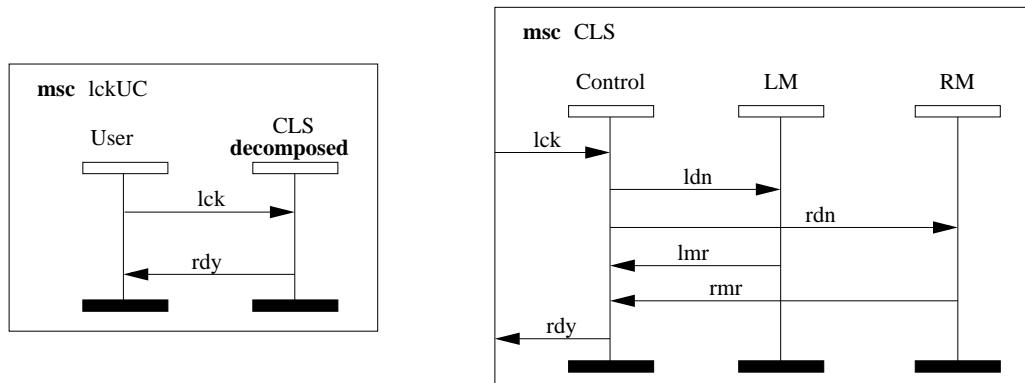 msc lckUC
User
CLS
decomposed
lck
rdy
msc CLS
Control LM RM
lck
ldn
rdn
lmr
rmr
rdy